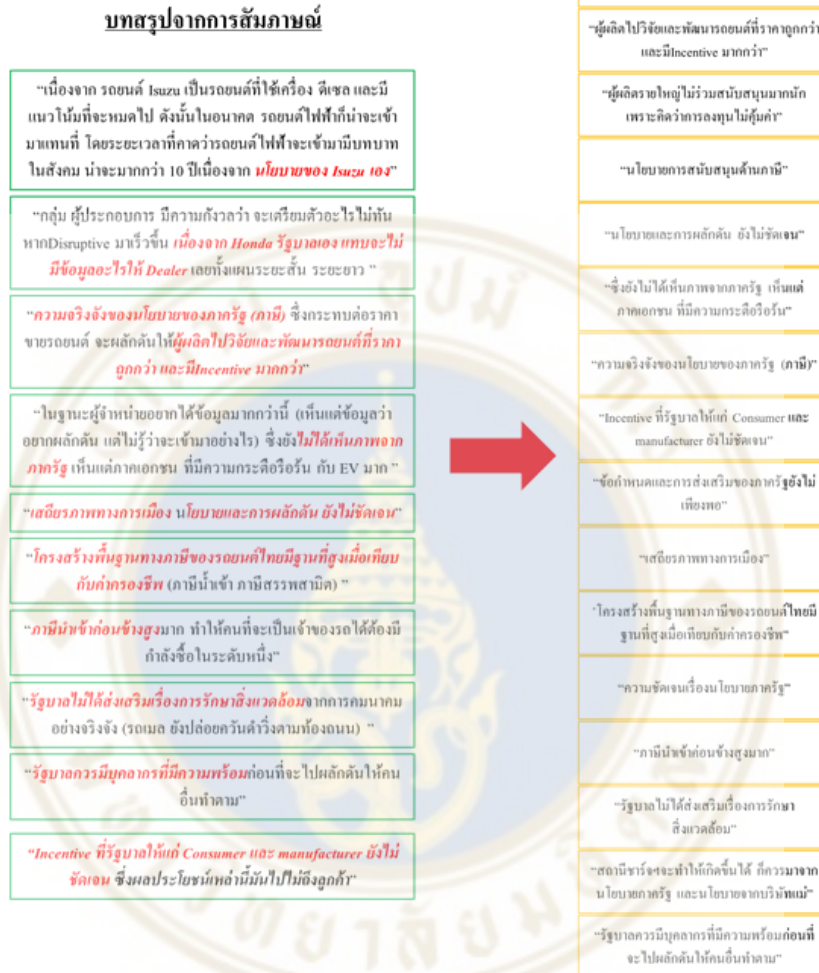 บทสรุปจากการสัมภาษณ์
“เนื่องจาก รถยนต์ Isuzu เป็นรถยนต์ที่ใช้เครื่อง ดีเซล และมี
แนวโน้มที่จะหมดไป ดังนั้นในอนาคต รถยนต์ไฟฟ้าก็น่าจะเข้า
มาแทนที่ โดยระยะเวลาที่คาดว่ารถยนต์ไฟฟ้าจะเข้ามามีบทบาท
ในสังคม น่าจะมากกว่า 10 ปีเนื่องจาก นโยบายของ Isuzu เอง”
“กลุ่ม ผู้ประกอบการ มีความกังวลว่า จะเตรียมตัวอะไรไม่ทัน
หากDisruptive มาเร็วขึ้น เนื่องจาก Honda รัฐบาลเอง แทบจะไม่
มีข้อมูลอะไรให้ Dealer เลยทั้งแผนระยะสั้น ระยะยาว ”
“ความจริงจังของนโยบายของภาครัฐ (ภาษี) ซึ่งกระทบต่อราคา
ขายรถยนต์ จะผลักดันให้ผู้ผลิตไปวิจัยและพัฒนารถยนต์ที่ราคา
ถูกกว่า และมีIncentive มากกว่า”
“ในฐานะผู้จำหน่ายอยากได้ข้อมูลมากกว่านี้ (เห็นแต่ข้อมูลว่า
อยากผลักดัน แต่ไม่รู้ว่าจะเข้ามาอย่างไร) ซึ่งยังไม่ได้เห็นภาพจาก
ภาครัฐ เห็นแต่ภาคเอกชน ที่มีความกระตือรือร้น กับ EV มาก ”
“เสถียรภาพทางการเมือง นโยบายและการผลักดัน ยังไม่ชัดเจน”
“โครงสร้างพื้นฐานทางภาษีของรถยนต์ไทยมีฐานที่สูงเมื่อเทียบ
กับค่าครองชีพ (ภาษีน้ำเข้า ภาษีสรรพสามิต) ”
“ภาษีนำเข้าค่อนข้างสูงมาก ทำให้คนที่จะเป็นเจ้าของรถได้ต้องมี
กำลังซื้อในระดับหนึ่ง”
“รัฐบาลไม่ได้ส่งเสริมเรื่องการรักษาสิ่งแวดล้อมจากการคมนาคม
อย่างจริงจัง (รถเมล ยังปล่อยควันดำวิ่งตามท้องถนน) ”
“รัฐบาลควรมีบุคลากรที่มีความพร้อมก่อนที่จะไปผลักดันให้คน
อื่นทำตาม”
“Incentive ที่รัฐบาลให้แก่ Consumer และ manufacturer ยังไม่
ชัดเจน ซึ่งผลประโยชน์เหล่านี้มันไปไม่ถึงลูกค้า”
“ผู้ผลิตไปวิจัยและพัฒนารถยนต์ที่ราคาถูกกว่า
และมีIncentive มากกว่า”
“ผู้ผลิตรายใหญ่ไม่ร่วมสนับสนุนมากนัก
เพราะคิดว่าการลงทุนไม่คุ้มค่า”
“นโยบายการสนับสนุนด้านภาษี”
“นโยบายและการผลักดัน ยังไม่ชัดเจน”
“ซึ่งยังไม่ได้เห็นภาพจากภาครัฐ เห็นแต่
ภาคเอกชน ที่มีความกระตือรือร้น”
“ความจริงจังของนโยบายของภาครัฐ (ภาษี)”
“Incentive ที่รัฐบาลให้แก่ Consumer และ
manufacturer ยังไม่ชัดเจน”
“ข้อกำหนดและการส่งเสริมของภาครัฐยังไม่
เพียงพอ”
“เสถียรภาพทางการเมือง”
“โครงสร้างพื้นฐานทางภาษีของรถยนต์ไทยมี
ฐานที่สูงเมื่อเทียบกับค่าครองชีพ”
“ความชัดเจนเรื่องนโยบายภาครัฐ”
“ภาษีนำเข้าค่อนข้างสูงมาก”
“รัฐบาลไม่ได้ส่งเสริมเรื่องการรักษา
สิ่งแวดล้อม”
“สถานีชาร์จฯจะทำให้เกิดขึ้นได้ ก็ควรมาจาก
นโยบายภาครัฐ และนโยบายจากบริษัทแม่”
“รัฐบาลควรมีบุคลากรที่มีความพร้อมก่อนที่
จะไปผลักดันให้คนอื่นทำตาม”